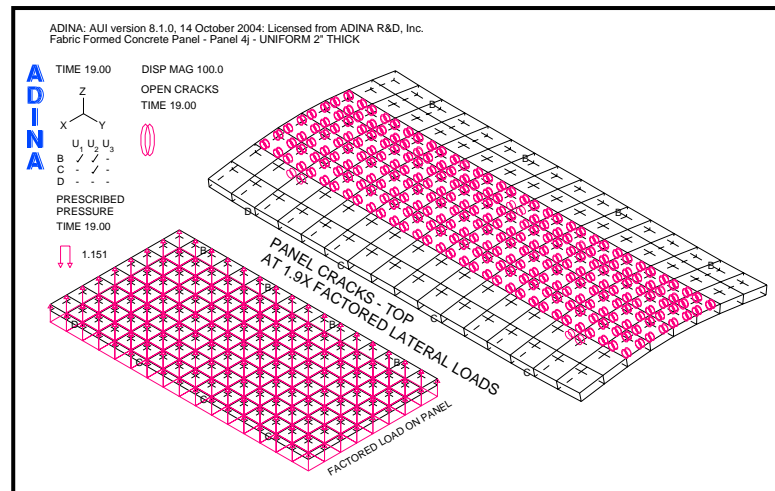 ADINA: AUI version 8.1.0, 14 October 2004: Licensed from ADINA R&D, Inc.
Fabric Formed Concrete Panel - Panel 4j - UNIFORM 2" THICK
ADINA
TIME 19.00
Z
X Y
U1 U2 U3
B ✓ ✓ -
C - ✓ -
D - - -
PRESCRIBED
PRESSURE
TIME 19.00
1.151
DISP MAG 100.0
OPEN CRACKS
TIME 19.00
B
B
B
B
D
C
C
C
PANEL CRACKS - TOP
AT 1.9X FACTORED LATERAL LOADS
B
B
B
B
D
C
C
C
FACTORED LOAD ON PANEL